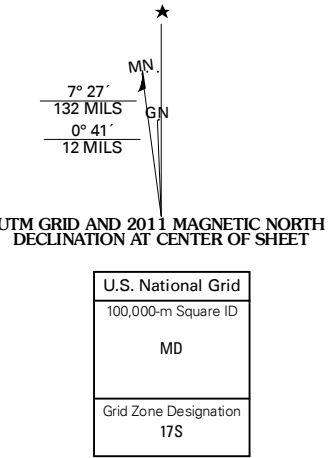 ★
MN
7° 27´
132 MILS
GN
0° 41´
12 MILS
UTM GRID AND 2011 MAGNETIC NORTH
DECLINATION AT CENTER OF SHEET
U.S. National Grid
100,000-m Square ID
MD
Grid Zone Designation
17S